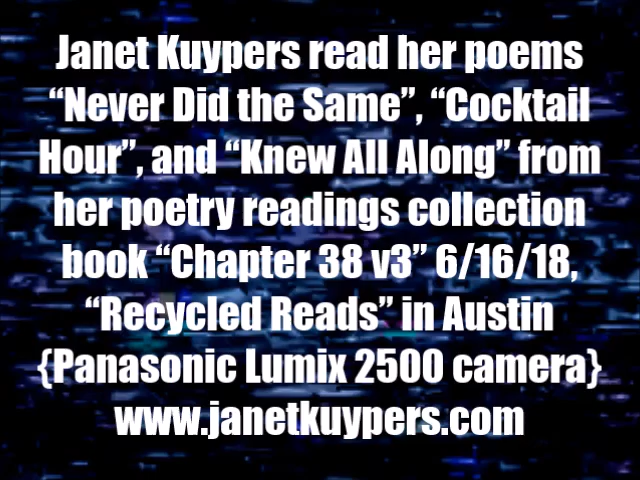 Janet Kuypers read her poems
“Never Did the Same”, “Cocktail
Hour”, and “Knew All Along” from
her poetry readings collection
book “Chapter 38 v3” 6/16/18,
“Recycled Reads” in Austin
{Panasonic Lumix 2500 camera}
www.janetkuypers.com